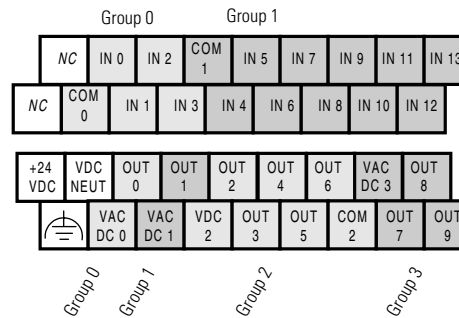 Group 0 Group 1
NC IN 0 IN 2 COM 1 IN 5 IN 7 IN 9 IN 11 IN 13
NC COM 0 IN 1 IN 3 IN 4 IN 6 IN 8 IN 10 IN 12
+24 VDC VDC NEUT OUT 0 OUT 1 OUT 2 OUT 4 OUT 6 VAC DC 3 OUT 8
VAC DC 0 VAC DC 1 VDC 2 OUT 3 OUT 5 COM 2 OUT 7 OUT 9
Group 0 Group 1 Group 2 Group 3